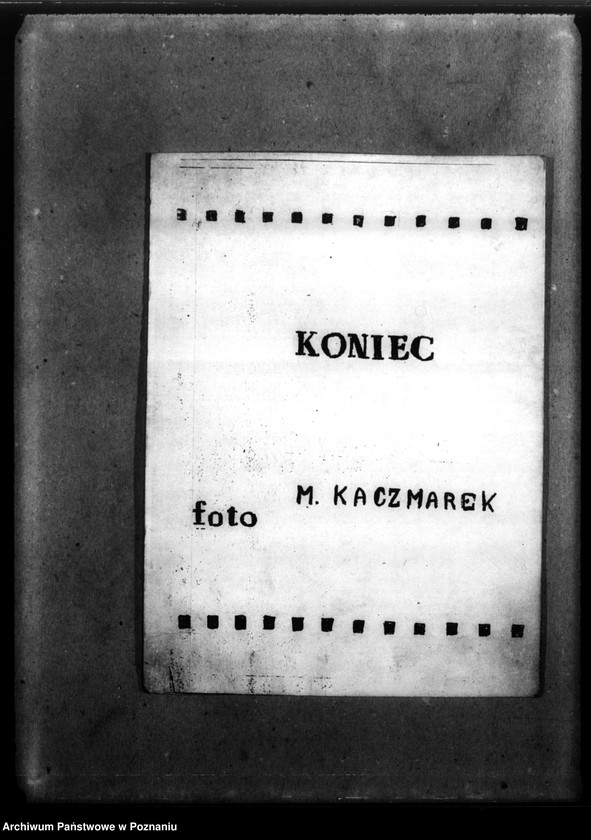 KONIEC
M. KACZMAREK
foto
Archiwum Państwowe w Poznaniu